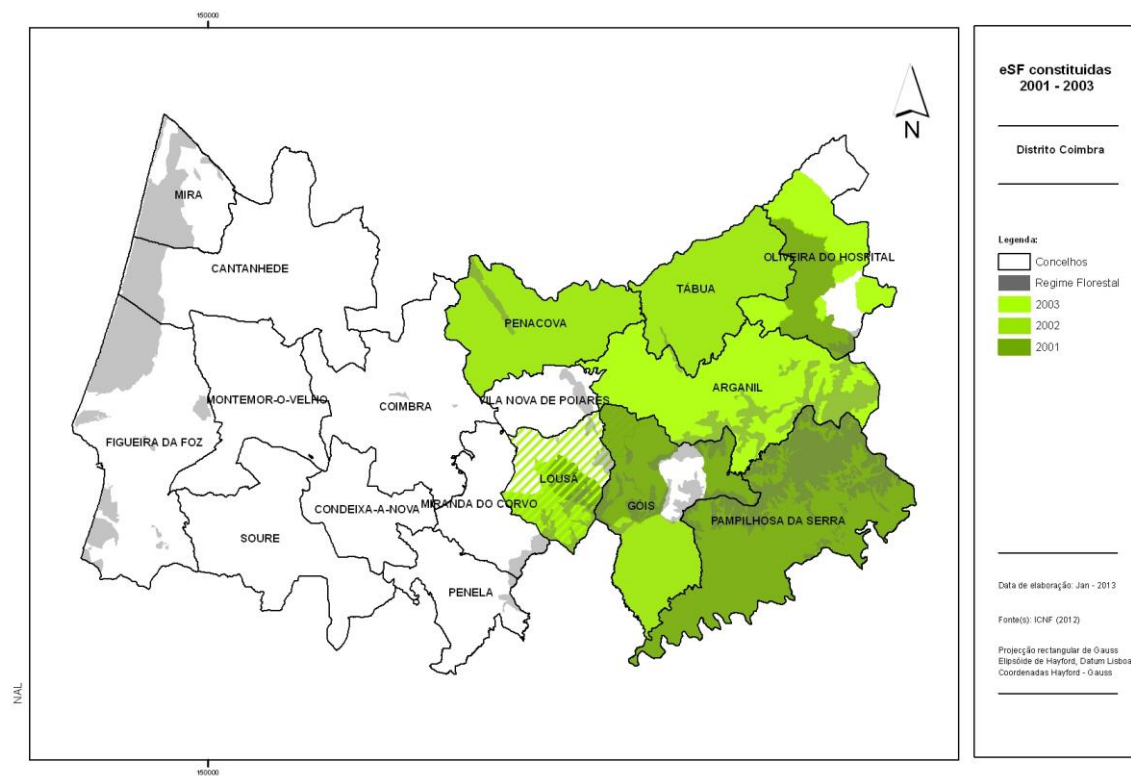 150000
N
MIRA
CANTANHEDE
OLIVEIRA DO HOSPITAL
TÁBUA
PENACOVA
ARGANIL
VILA NOVA DE POIARES
COIMBRA
MONTEMOR-O-VELHO
FIGUEIRA DA FOZ
LOUSÃ
MIRANDA DO CORVO
CONDEIXA-A-NOVA
GÓIS
PAMPILHOSA DA SERRA
SOURE
PENELA
NAL
150000
eSF constituidas
2001 - 2003
Distrito Coimbra
Legenda:
Concelhos
Regime Florestal
2003
2002
2001
Data de elaboração: Jan - 2013
Fonte(s): ICNF (2012)
Projecção rectangular de Gauss
Elipsóide de Hayford, Datum Lisboa
Coordenadas Hayford - Gauss